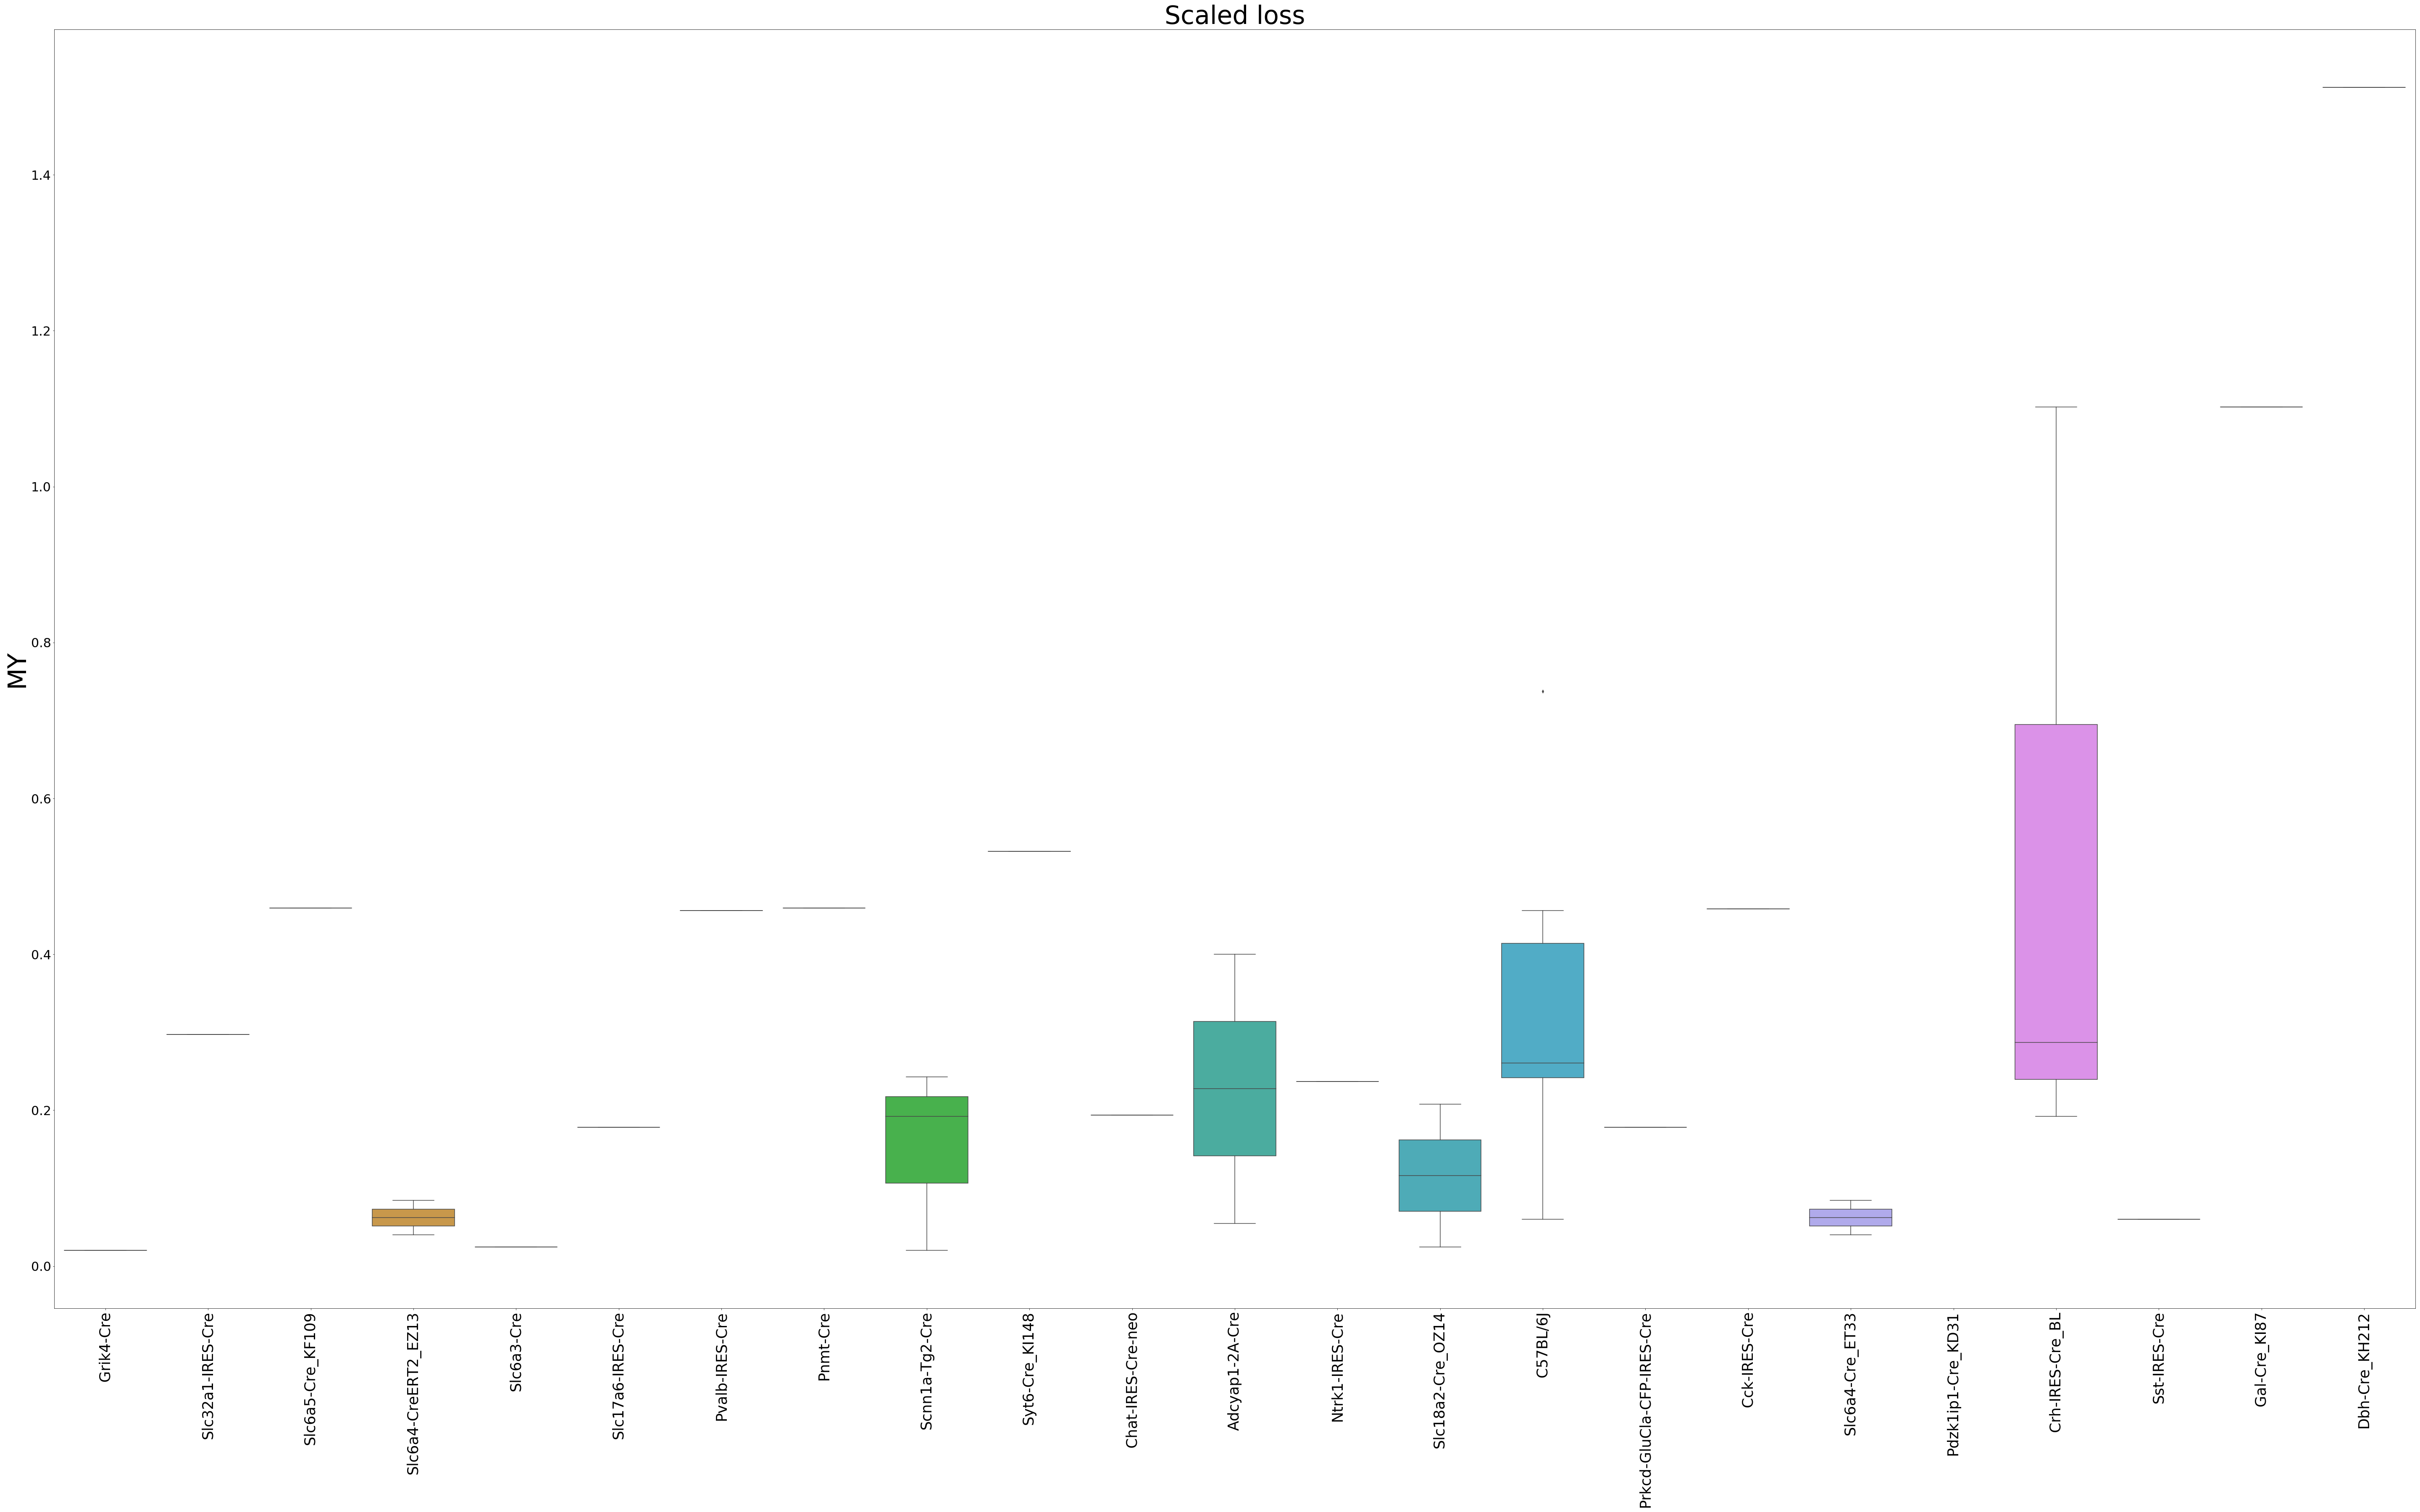 Scaled loss
MY
1.4
1.2
1.0
0.8
0.6
0.4
0.2
0.0
Grik4-Cre
Slc32a1-IRES-Cre
Slc6a5-Cre_KF109
Slc6a4-CreERT2_EZ13
Slc6a3-Cre
Slc17a6-IRES-Cre
Pvalb-IRES-Cre
Pnmt-Cre
Scnn1a-Tg2-Cre
Syt6-Cre_KI148
Chat-IRES-Cre-neo
Adcyap1-2A-Cre
Ntrk1-IRES-Cre
Slc18a2-Cre_OZ14
C57BL/6J
Prkcd-GluCla-CFP-IRES-Cre
Cck-IRES-Cre
Slc6a4-Cre_ET33
Pdzk1ip1-Cre_KD31
Crh-IRES-Cre_BL
Sst-IRES-Cre
Gal-Cre_KI87
Dbh-Cre_KH212